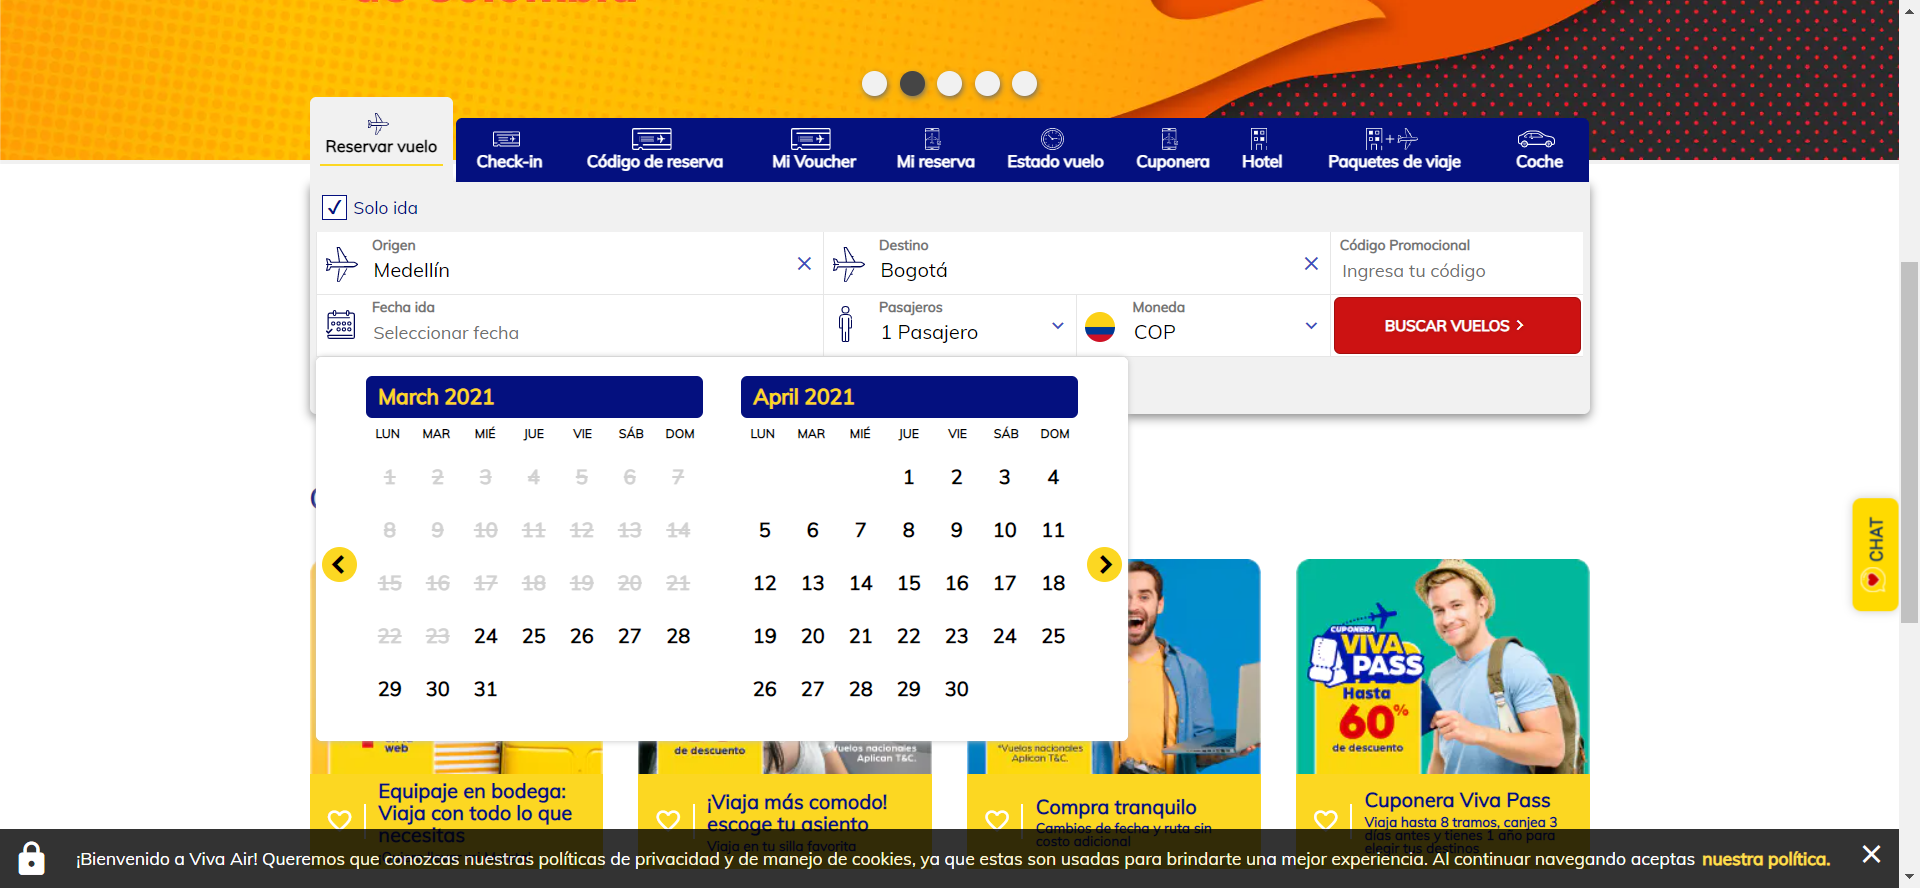 de Colombia
Reservar vuelo
Check-in
Código de reserva
Mi Voucher
Mi reserva
Estado vuelo
Cuponera
Hotel
Paquetes de viaje
Coche
Solo ida
Origen
Medellín
Destino
Bogotá
Código Promocional
Ingresa tu código
Fecha ida
Seleccionar fecha
Pasajeros
1 Pasajero
Moneda
COP
BUSCAR VUELOS
March 2021
LUN MAR MIÉ JUE VIE SÁB DOM
1 2 3 4 5 6 7
8 9 10 11 12 13 14
15 16 17 18 19 20 21
22 23 24 25 26 27 28
29 30 31
April 2021
LUN MAR MIÉ JUE VIE SÁB DOM
1 2 3 4
5 6 7 8 9 10 11
12 13 14 15 16 17 18
19 20 21 22 23 24 25
26 27 28 29 30
CHAT
web
de descuento
*Vuelos nacionales
Aplican T&C.
*Vuelos nacionales
Aplican T&C.
CUPONERA
VIVA
PASS
Hasta
60%
de descuento
Equipaje en bodega:
Viaja con todo lo que
necesitas
¡Viaja más comodo!
escoge tu asiento
Viaja en tu silla favorita
Compra tranquilo
Cambios de fecha y ruta sin
costo adicional
Cuponera Viva Pass
Viaja hasta 8 tramos, canjea 3
días antes y tienes 1 año para
elegir tus destinos
¡Bienvenido a Viva Air! Queremos que conozcas nuestras políticas de privacidad y de manejo de cookies, ya que estas son usadas para brindarte una mejor experiencia. Al continuar navegando aceptas nuestra política.